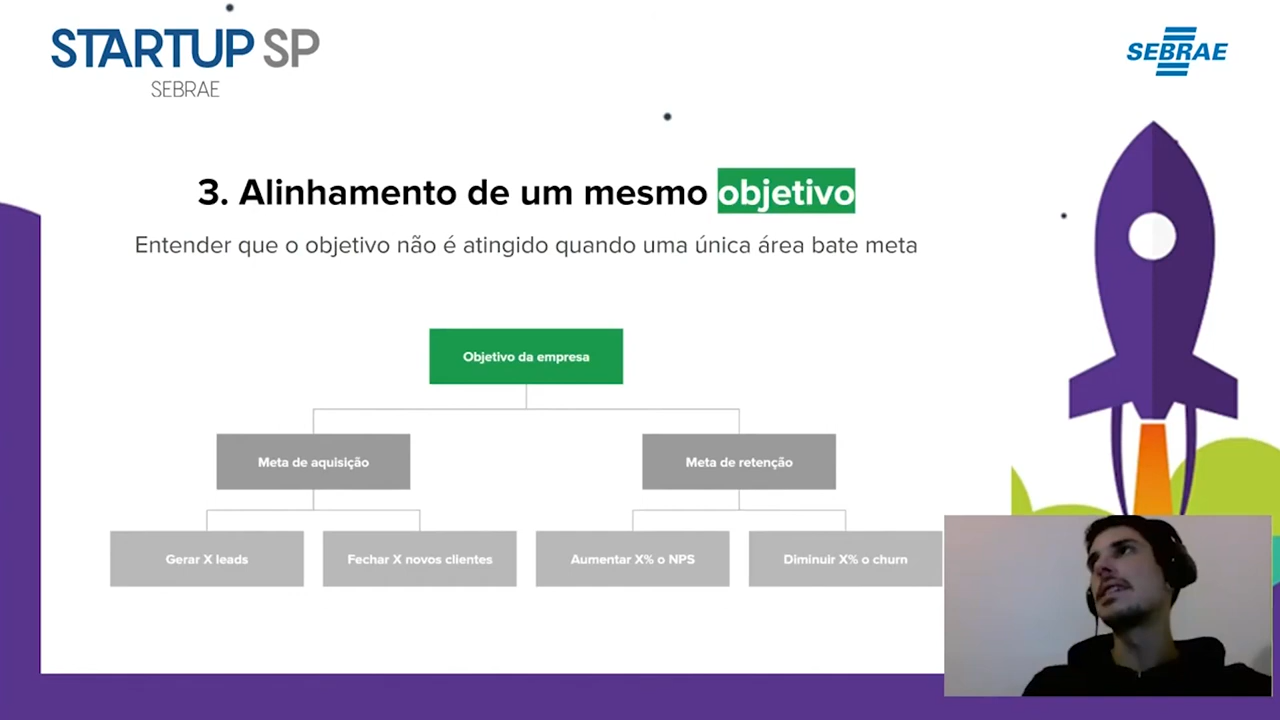 STARTUP SP
SEBRAE
SEBRAE
3. Alinhamento de um mesmo objetivo
Entender que o objetivo não é atingido quando uma única área bate meta
Objetivo da empresa
Meta de aquisição
Meta de retenção
Gerar X leads
Fechar X novos clientes
Aumentar X% o NPS
Diminuir X% o churn